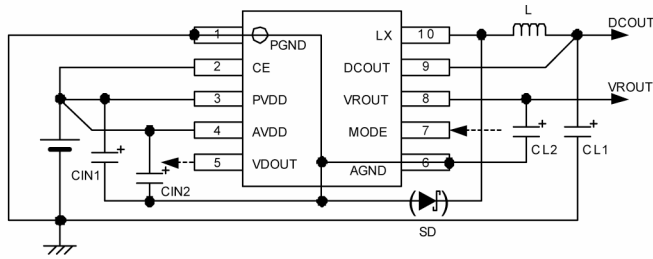 L
DCOUT
1
PGND
LX
10
2
CE
DCOUT
9
VROUT
3
PVDD
VROUT
8
4
AVDD
MODE
7
+
+
+
+
CL2
CL1
CIN1
5
VDOUT
AGND
6
CIN2
( )
SD